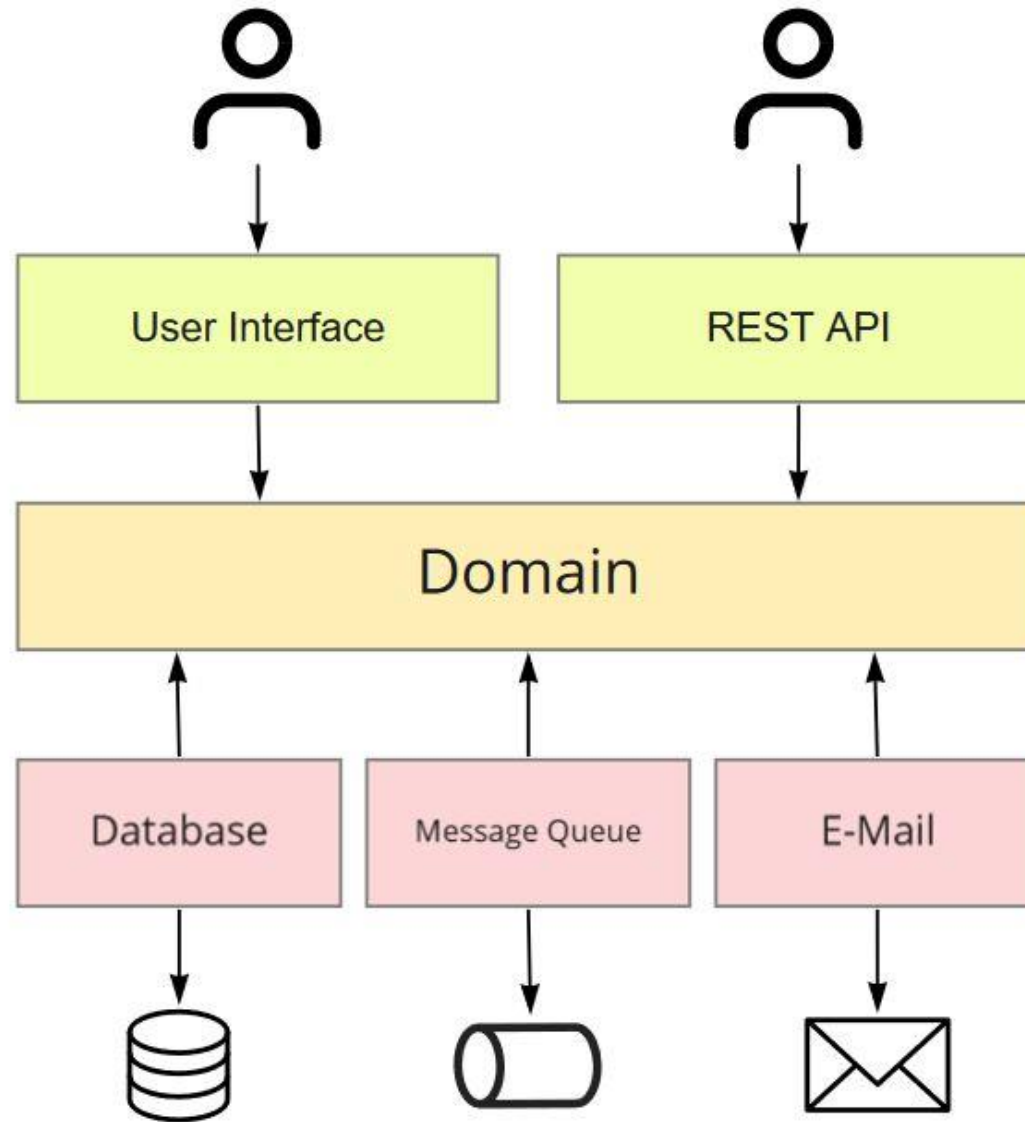 User Interface
REST API
Domain
Database
Message Queue
E-Mail